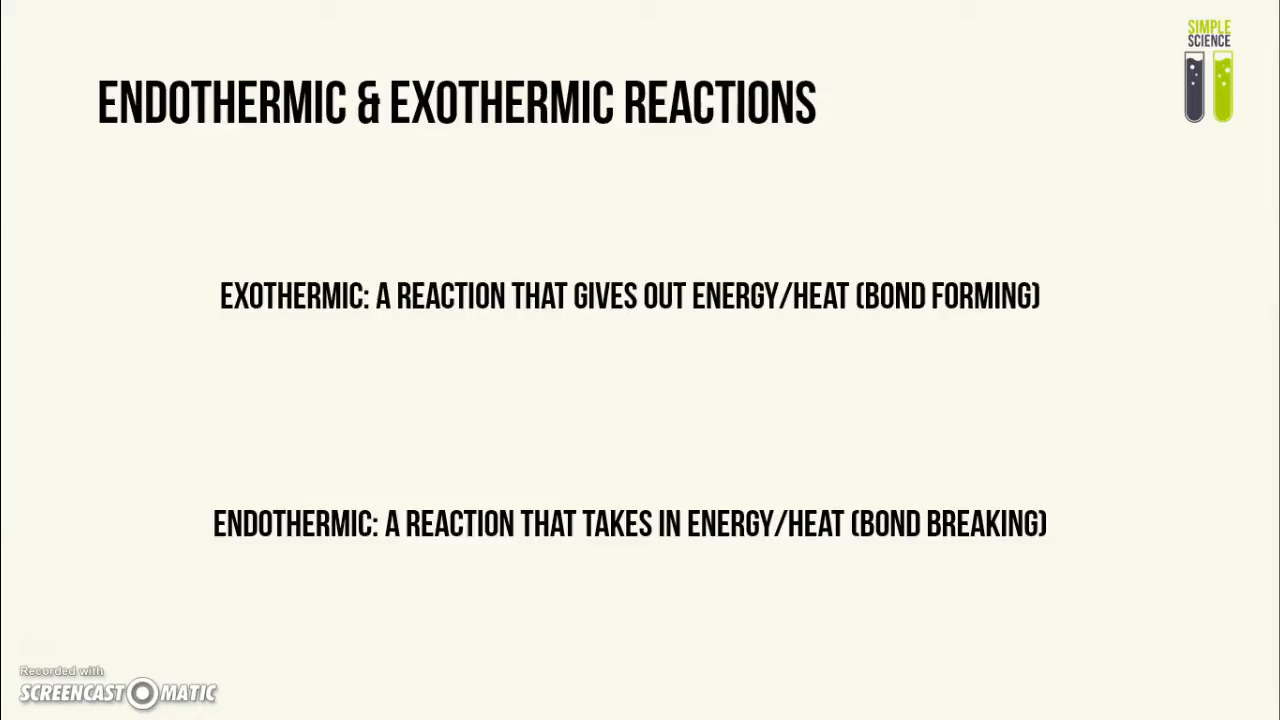 SIMPLE
SCIENCE
ENDOTHERMIC & EXOTHERMIC REACTIONS
EXOTHERMIC: A REACTION THAT GIVES OUT ENERGY/HEAT (BOND FORMING)
ENDOTHERMIC: A REACTION THAT TAKES IN ENERGY/HEAT (BOND BREAKING)
Recorded with
SCREENCAST MATIC